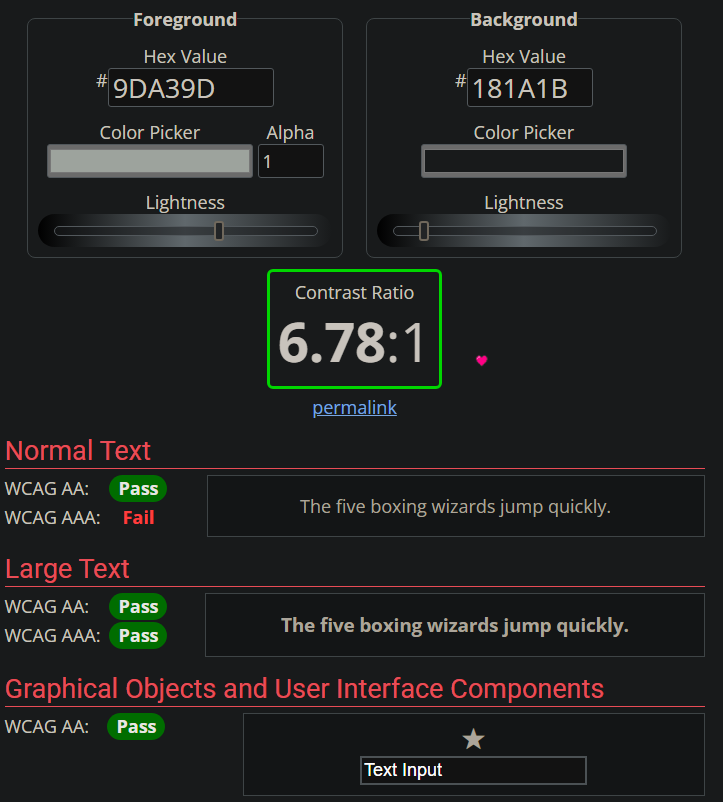 Foreground
Background
Hex Value
Hex Value
#9DA39D
#181A1B
Color Picker
Alpha
Color Picker
1
Lightness
Lightness
Contrast Ratio
6.78:1
permalink
Normal Text
WCAG AA: Pass
WCAG AAA: Fail
The five boxing wizards jump quickly.
Large Text
WCAG AA: Pass
WCAG AAA: Pass
The five boxing wizards jump quickly.
Graphical Objects and User Interface Components
WCAG AA: Pass
Text Input